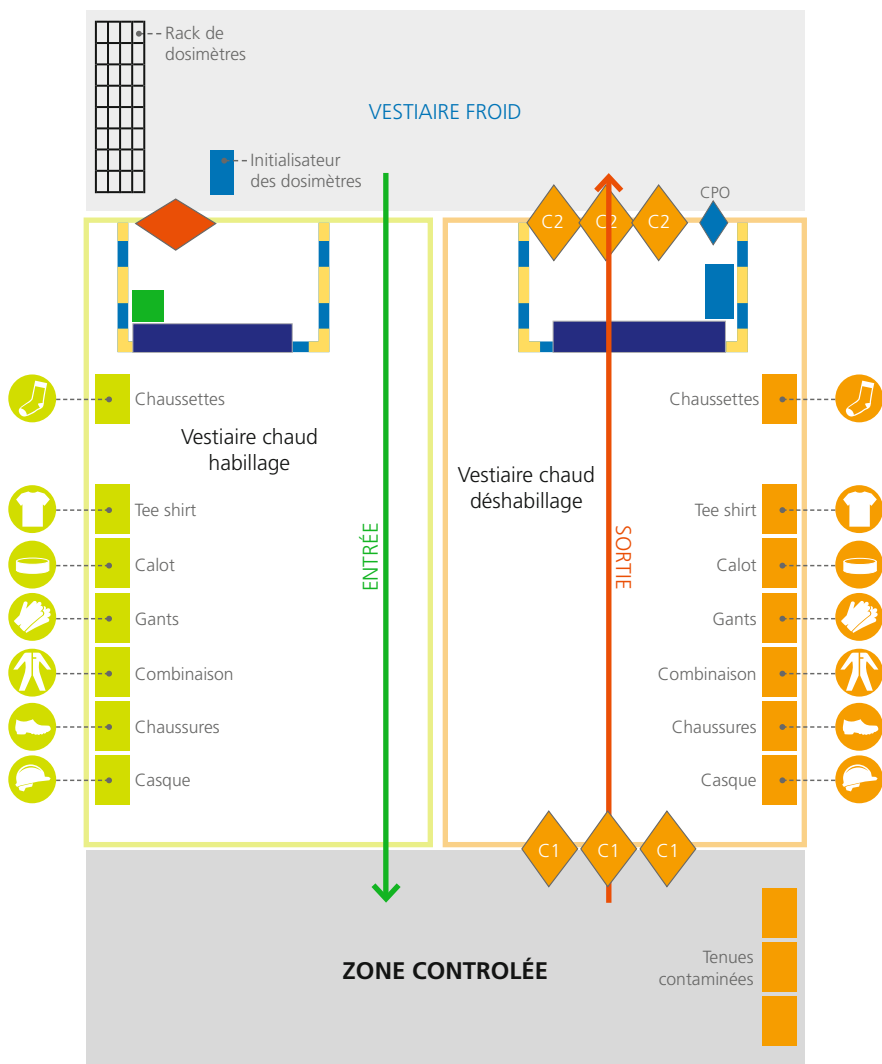 Rack de
dosimètres
VESTIAIRE FROID
Initialisateur
des dosimètres
CPO
C2
C2
C2
Chaussettes
Vestiaire chaud
habillage
Tee shirt
Calot
Gants
Combinaison
Chaussures
Casque
ENTRÉE
Chaussettes
Vestiaire chaud
déshabillage
Tee shirt
Calot
Gants
Combinaison
Chaussures
Casque
SORTIE
C1
C1
C1
ZONE CONTROLÉE
Tenues
contaminées